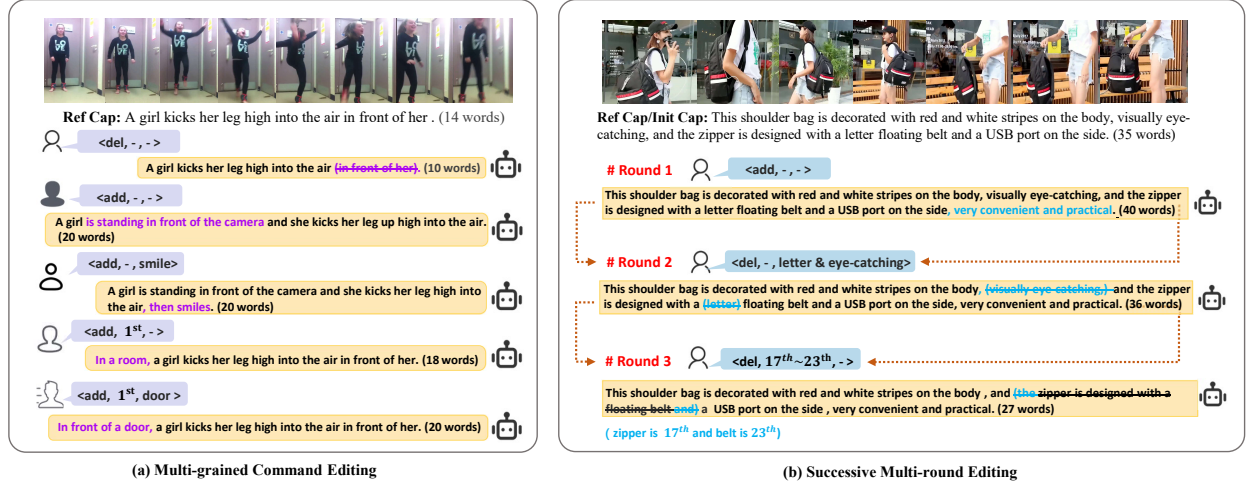 Ref Cap: A girl kicks her leg high into the air in front of her . (14 words)
<del, - , - >
A girl kicks her leg high into the air (in front of her). (10 words)
<add, - , - >
A girl is standing in front of the camera and she kicks her leg up high into the air.
(20 words)
<add, - , smile>
A girl is standing in front of the camera and she kicks her leg high into
the air, then smiles. (20 words)
<add, 1st, - >
In a room, a girl kicks her leg high into the air in front of her. (18 words)
<add, 1st, door >
In front of a door, a girl kicks her leg high into the air in front of her. (20 words)
(a) Multi-grained Command Editing
Ref Cap/Init Cap: This shoulder bag is decorated with red and white stripes on the body, visually eye-
catching, and the zipper is designed with a letter floating belt and a USB port on the side. (35 words)
# Round 1
<add, - , - >
This shoulder bag is decorated with red and white stripes on the body, visually eye-catching, and the zipper
is designed with a letter floating belt and a USB port on the side, very convenient and practical. (40 words)
# Round 2
<del, - , letter & eye-catching>
This shoulder bag is decorated with red and white stripes on the body, (visually eye-catching,) and the zipper
is designed with a (letter) floating belt and a USB port on the side, very convenient and practical. (36 words)
# Round 3
<del, 17th~23th, - >
This shoulder bag is decorated with red and white stripes on the body , and (the zipper is designed with a
floating belt and) a USB port on the side , very convenient and practical. (27 words)
( zipper is 17th and belt is 23th)
(b) Successive Multi-round Editing